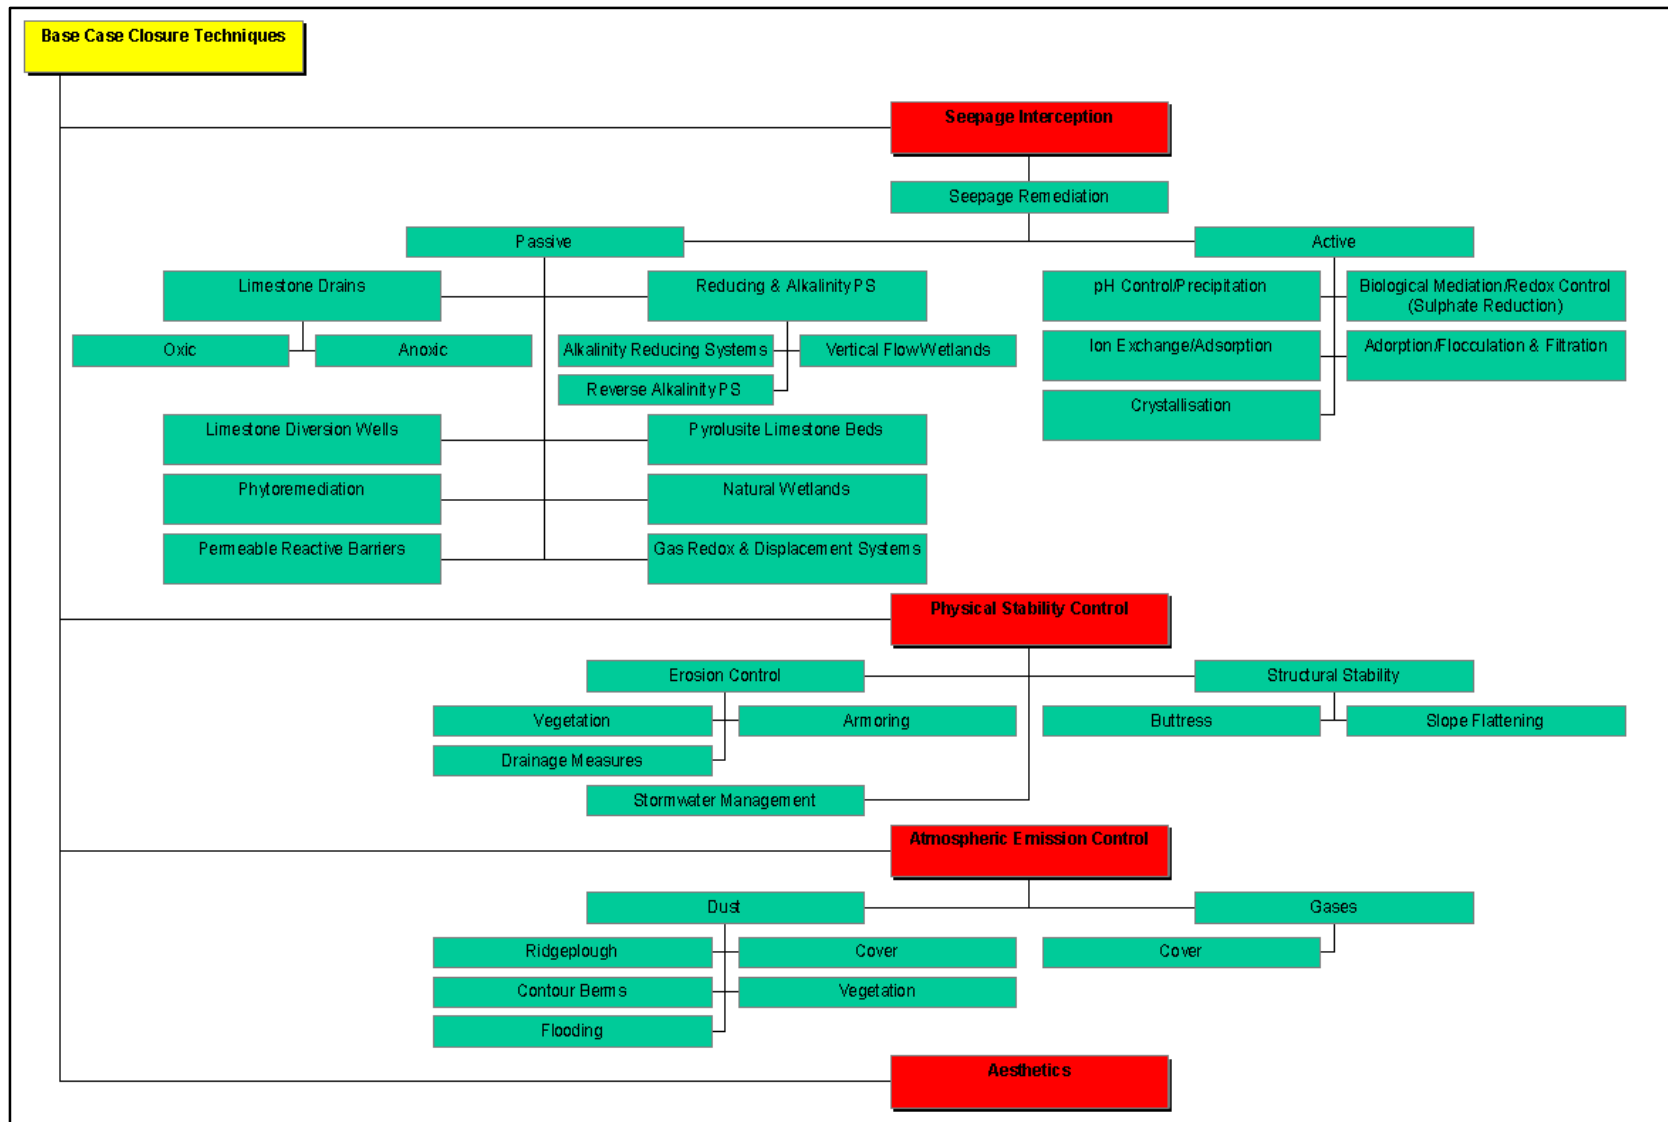 Base Case Closure Techniques
Seepage Interception
Seepage Remediation
Passive
Active
Limestone Drains
Reducing & Alkalinity PS
pH Control/Precipitation
Biological Mediation/Redox Control
(Sulphate Reduction)
Oxic
Anoxic
Alkalinity Reducing Systems
Vertical Flow Wetlands
Ion Exchange/Adsorption
Adorption/Flocculation & Filtration
Reverse Alkalinity PS
Crystallisation
Limestone Diversion Wells
Pyrolusite Limestone Beds
Phytoremediation
Natural Wetlands
Permeable Reactive Barriers
Gas Redox & Displacement Systems
Physical Stability Control
Erosion Control
Structural Stability
Vegetation
Armoring
Buttress
Slope Flattening
Drainage Measures
Stormwater Management
Atmospheric Emission Control
Dust
Gases
Ridgeplough
Cover
Cover
Contour Berms
Vegetation
Flooding
Aesthetics